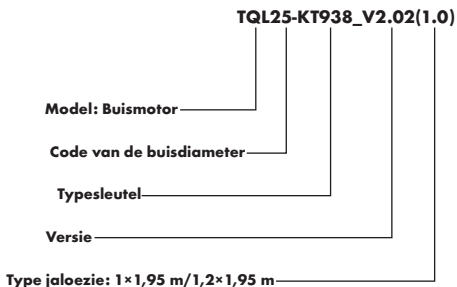 TQL25-KT938_V2.02(1.0)
Model: Buismotor
Code van de buisdiameter
Typesleutel
Versie
Type jaloezie: 1×1,95 m/1,2×1,95 m